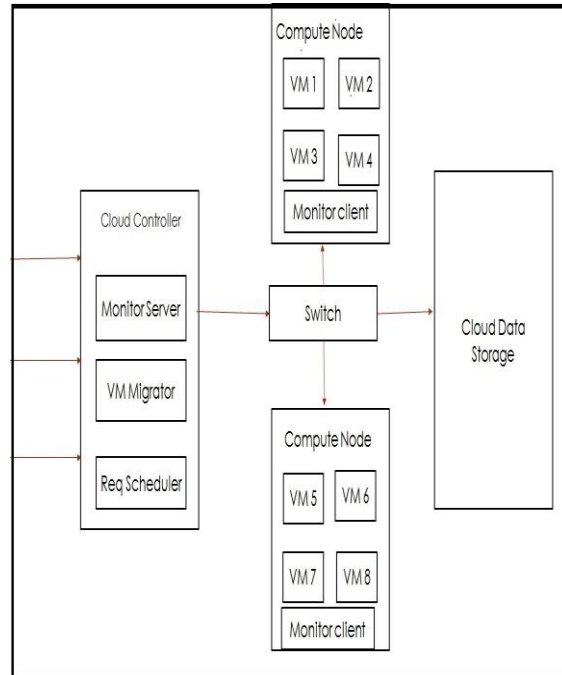 Compute Node
VM 1
VM 2
VM 3
VM 4
Monitor client
Cloud Controller
Monitor Server
VM Migrator
Req Scheduler
Switch
Cloud Data
Storage
Compute Node
VM 5
VM 6
VM 7
VM 8
Monitor client